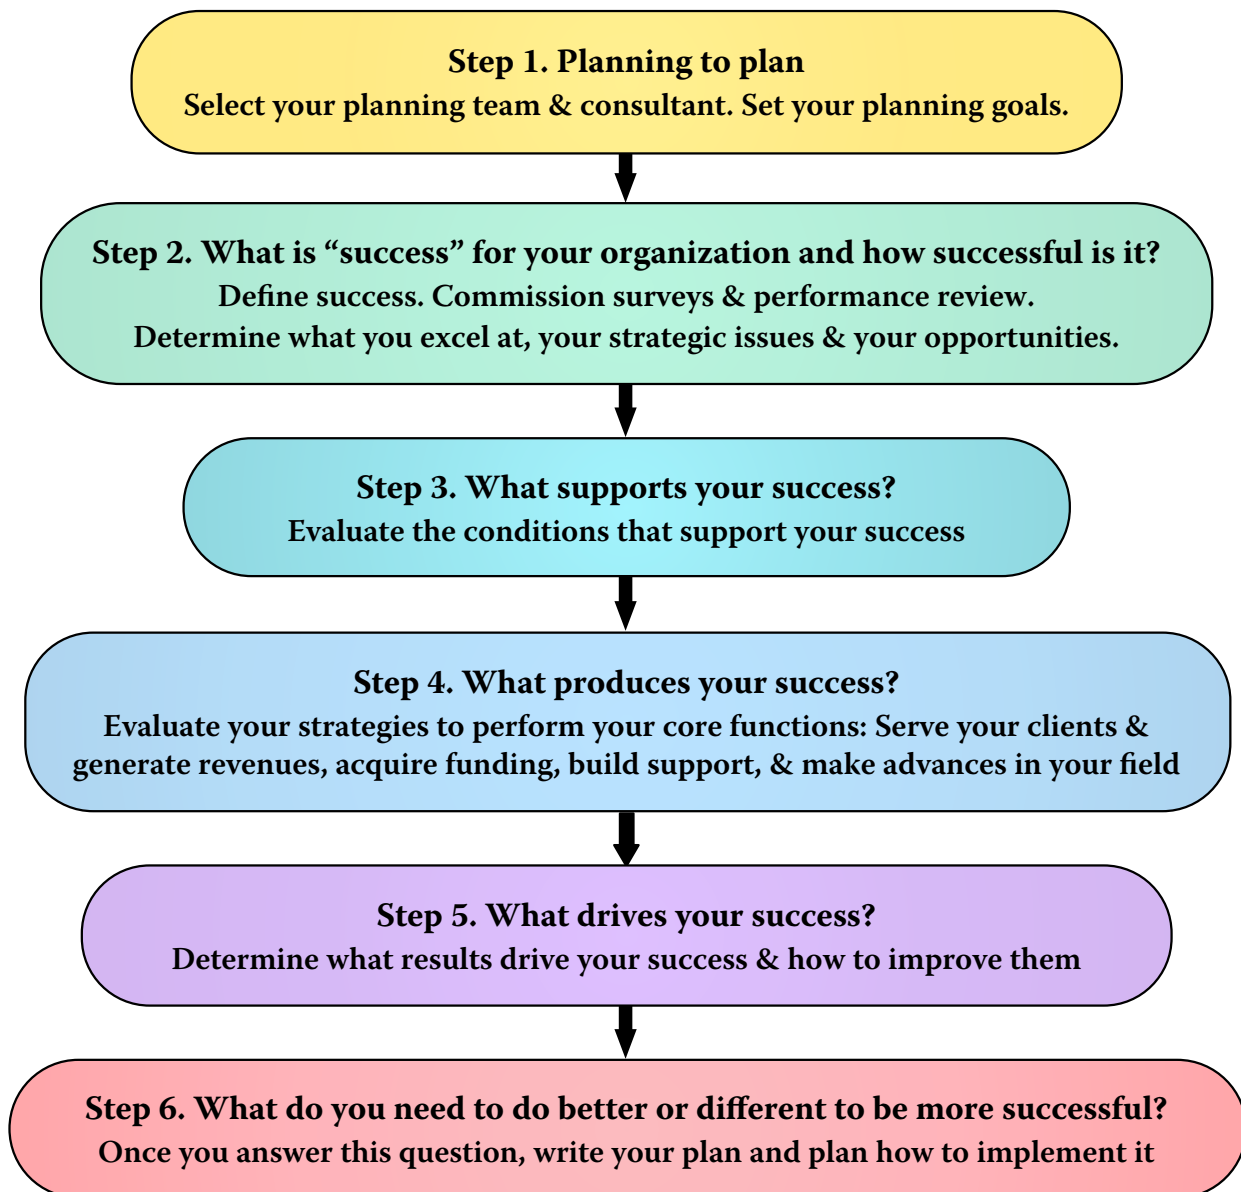 Step 1. Planning to plan
Select your planning team & consultant. Set your planning goals.
Step 2. What is “success” for your organization and how successful is it?
Define success. Commission surveys & performance review.
Determine what you excel at, your strategic issues & your opportunities.
Step 3. What supports your success?
Evaluate the conditions that support your success
Step 4. What produces your success?
Evaluate your strategies to perform your core functions: Serve your clients &
generate revenues, acquire funding, build support, & make advances in your field
Step 5. What drives your success?
Determine what results drive your success & how to improve them
Step 6. What do you need to do better or different to be more successful?
Once you answer this question, write your plan and plan how to implement it